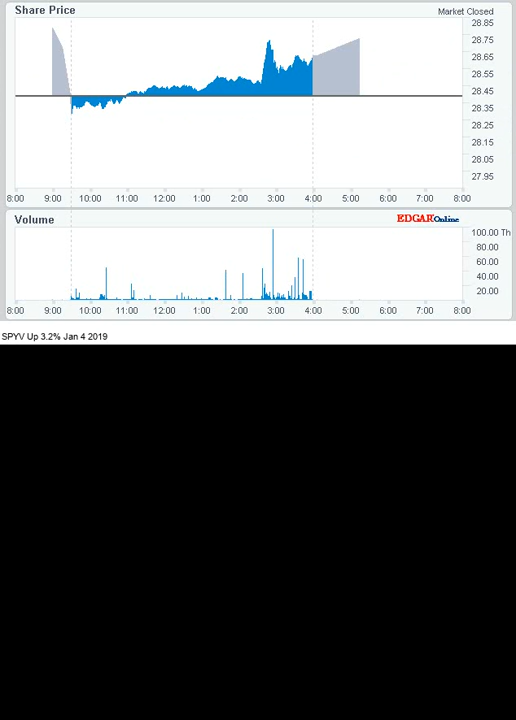 Share Price
Market Closed
28.85
28.75
28.65
28.55
28.45
28.35
28.25
28.15
28.05
27.95
8:00 9:00 10:00 11:00 12:00 1:00 2:00 3:00 4:00 5:00 6:00 7:00 8:00
Volume
EDGAR Online
100.00 Th
80.00
60.00
40.00
20.00
8:00 9:00 10:00 11:00 12:00 1:00 2:00 3:00 4:00 5:00 6:00 7:00 8:00
SPYV Up 3.2% Jan 4 2019